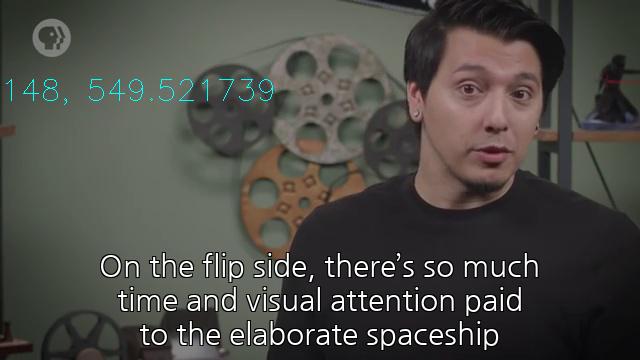 148, 549.521739
On the flip side, there's so much
time and visual attention paid
to the elaborate spaceship